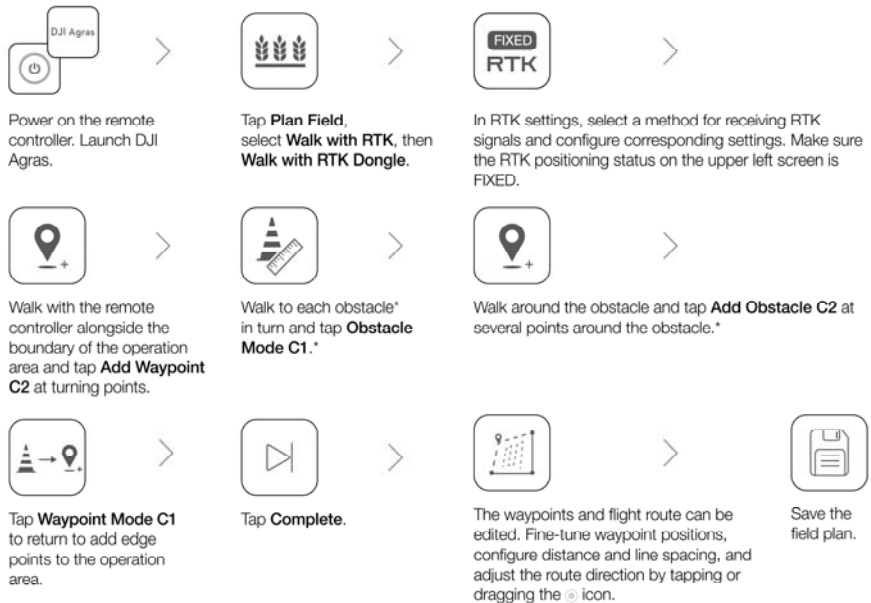 DJI Agras
Power on the remote
controller. Launch DJI
Agras.
Tap Plan Field,
select Walk with RTK, then
Walk with RTK Dongle.
FIXED
RTK
In RTK settings, select a method for receiving RTK
signals and configure corresponding settings. Make sure
the RTK positioning status on the upper left screen is
FIXED.
Walk with the remote
controller alongside the
boundary of the operation
area and tap Add Waypoint
C2 at turning points.
Walk to each obstacle*
in turn and tap Obstacle
Mode C1.*
Walk around the obstacle and tap Add Obstacle C2 at
several points around the obstacle.*
Tap Waypoint Mode C1
to return to add edge
points to the operation
area.
Tap Complete.
The waypoints and flight route can be
edited. Fine-tune waypoint positions,
configure distance and line spacing, and
adjust the route direction by tapping or
dragging the icon.
Save the
field plan.